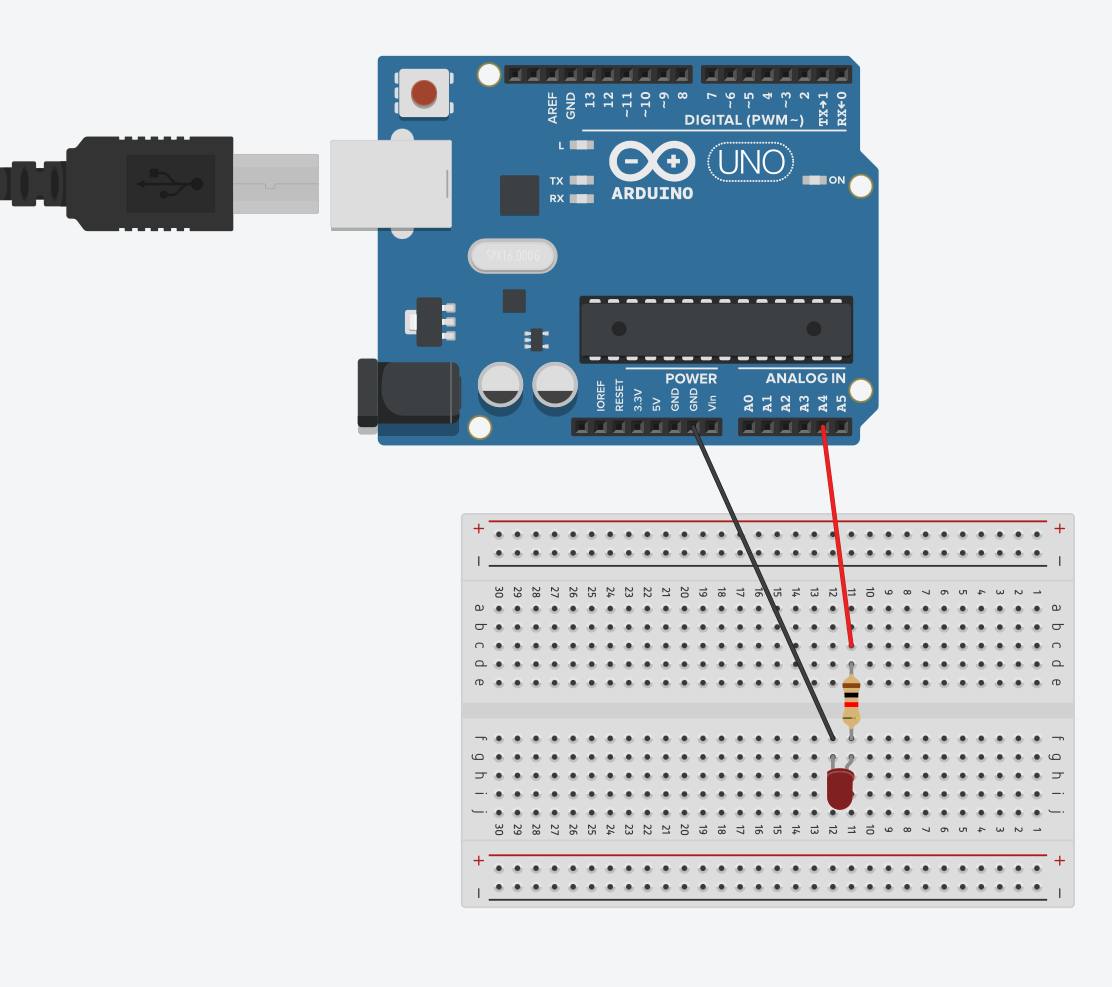 AREF
GND
13
12
~11
~10
~9
8
7
~6
~5
4
~3
2
TX→1
RX←0
DIGITAL (PWM~)
L
TX
RX
ARDUINO
UNO
ON
SPK16.000G
POWER
ANALOG IN
IOREF
RESET
3.3V
5V
GND
GND
Vin
A0
A1
A2
A3
A4
A5
+ +
− −
30 29 28 27 26 25 24 23 22 21 20 19 18 17 16 15 14 13 12 11 10 9 8 7 6 5 4 3 2 1
a a
b b
c c
d d
e e
f f
g g
h h
i i
j j
30 29 28 27 26 25 24 23 22 21 20 19 18 17 16 15 14 13 12 11 10 9 8 7 6 5 4 3 2 1
+ +
− −